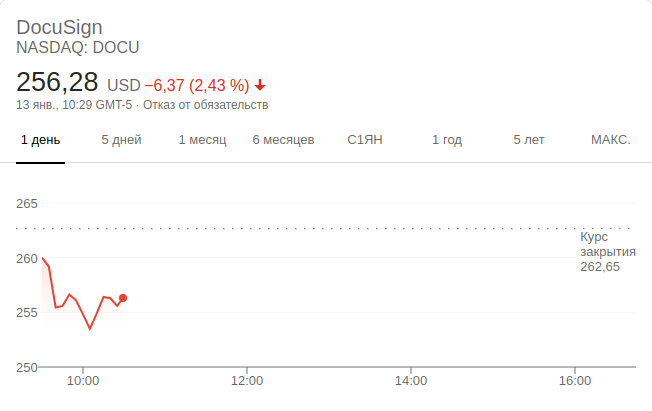 DocuSign
NASDAQ: DOCU
256,28 USD −6,37 (2,43 %)
13 янв., 10:29 GMT-5 · Отказ от обязательств
1 день 5 дней 1 месяц 6 месяцев С1ЯН 1 год 5 лет МАКС.
265
Курс
закрытия
262,65
260
255
250
10:00 12:00 14:00 16:00